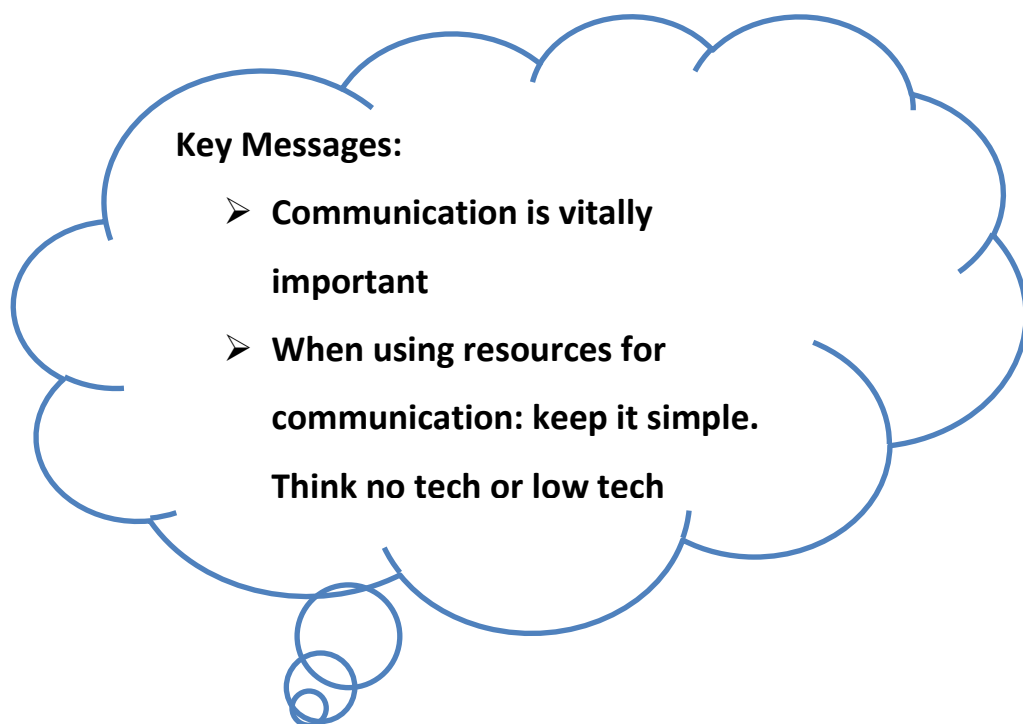 Key Messages:
➢ Communication is vitally
important
➢ When using resources for
communication: keep it simple.
Think no tech or low tech